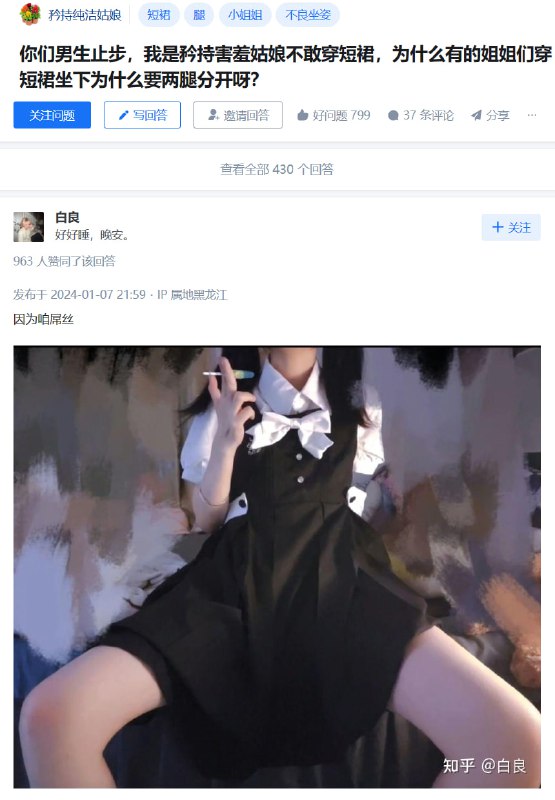 矜持纯洁姑娘 短裙 腿 小姐姐 不良坐姿
你们男生止步，我是矜持害羞姑娘不敢穿短裙，为什么有的姐姐们穿
短裙坐下为什么要两腿分开呀？
关注问题 写回答 邀请回答 好问题 799 37 条评论 分享 ...
查看全部 430 个回答
白良
好好睡，晚安。
+ 关注
963 人赞同了该回答
发布于 2024-01-07 21:59 · IP 属地黑龙江
因为咱屌丝
知乎 @白良